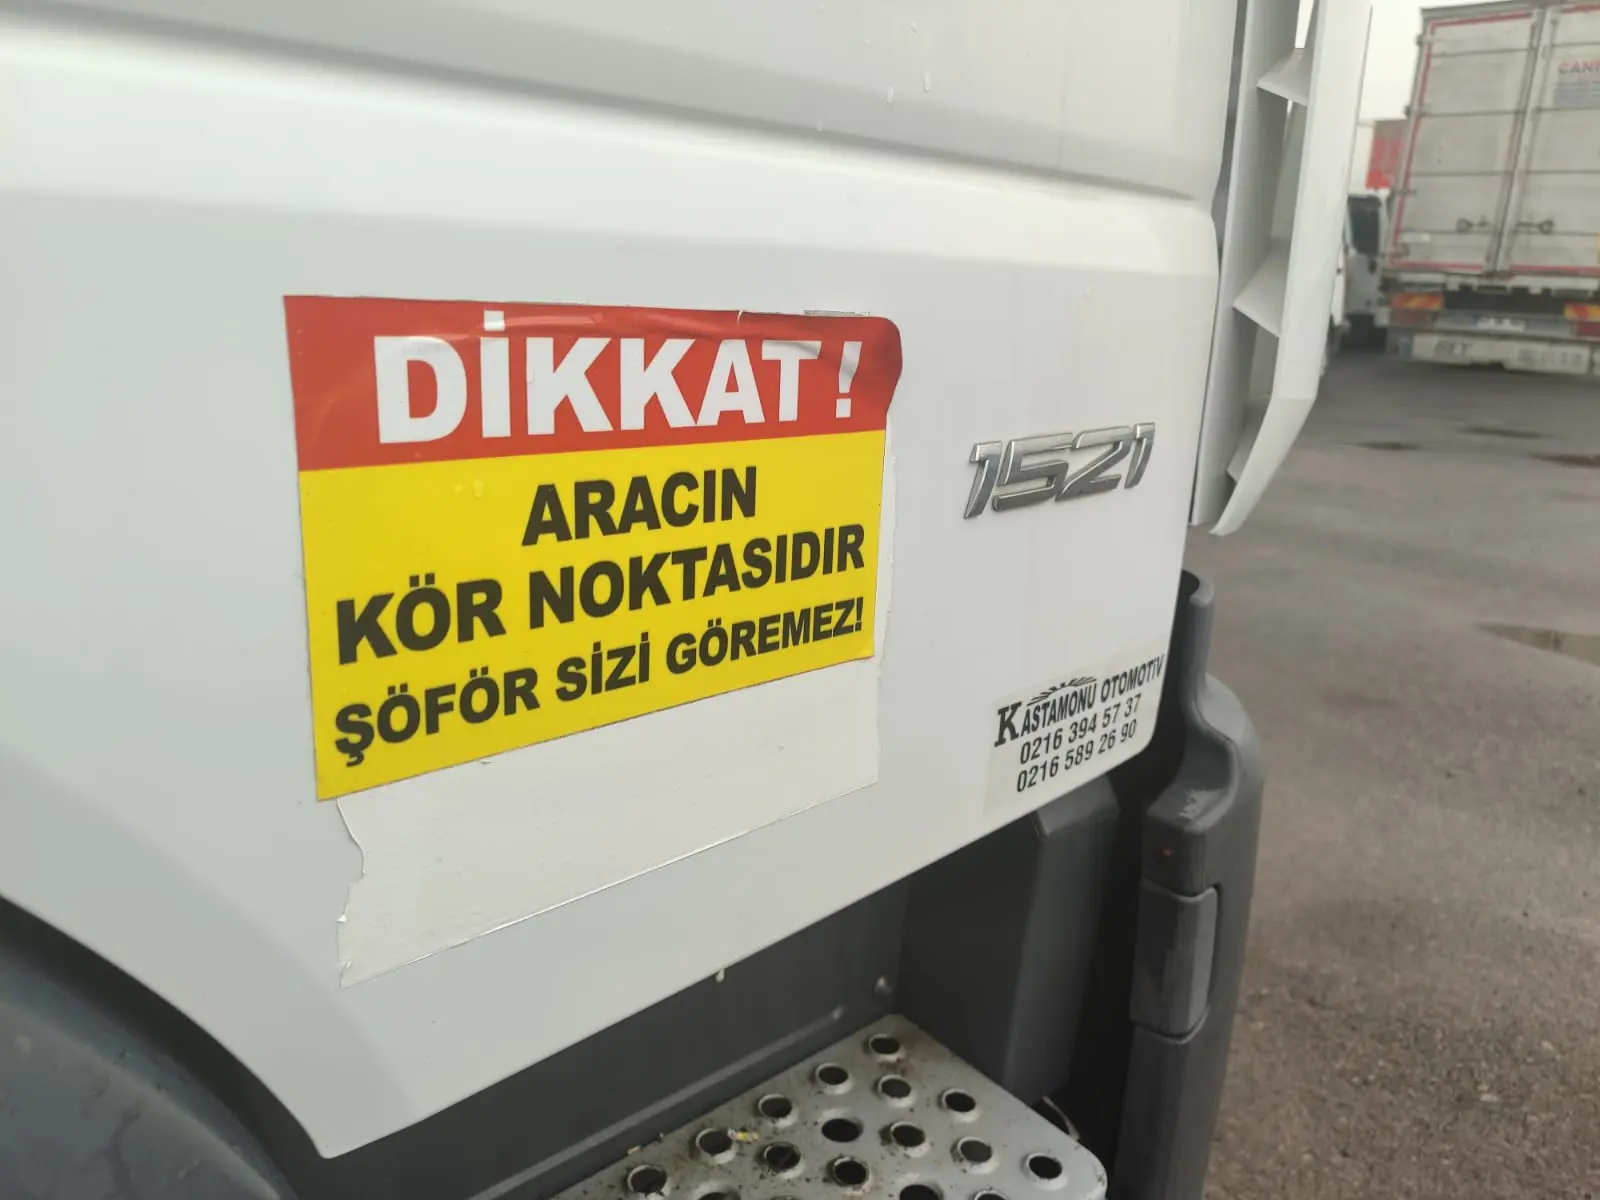 DİKKAT!
ARACIN
KÖR NOKTASIDIR
ŞÖFÖR SİZİ GÖREMEZ!
1521
KASTAMONU OTOMOTİV
0216 394 57 37
0216 589 26 90